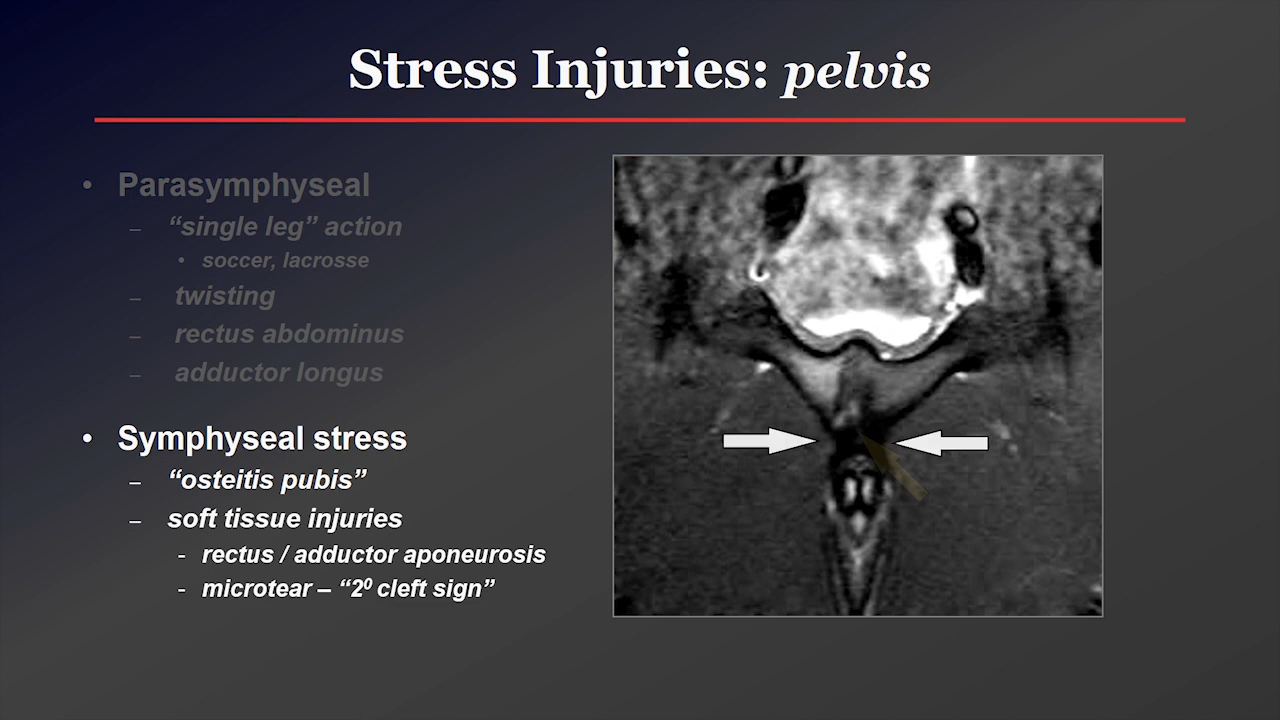 Stress Injuries: pelvis
• Parasymphyseal
– “single leg” action
• soccer, lacrosse
– twisting
– rectus abdominus
– adductor longus
• Symphyseal stress
– “osteitis pubis”
– soft tissue injuries
- rectus / adductor aponeurosis
- microtear – “2⁰ cleft sign”